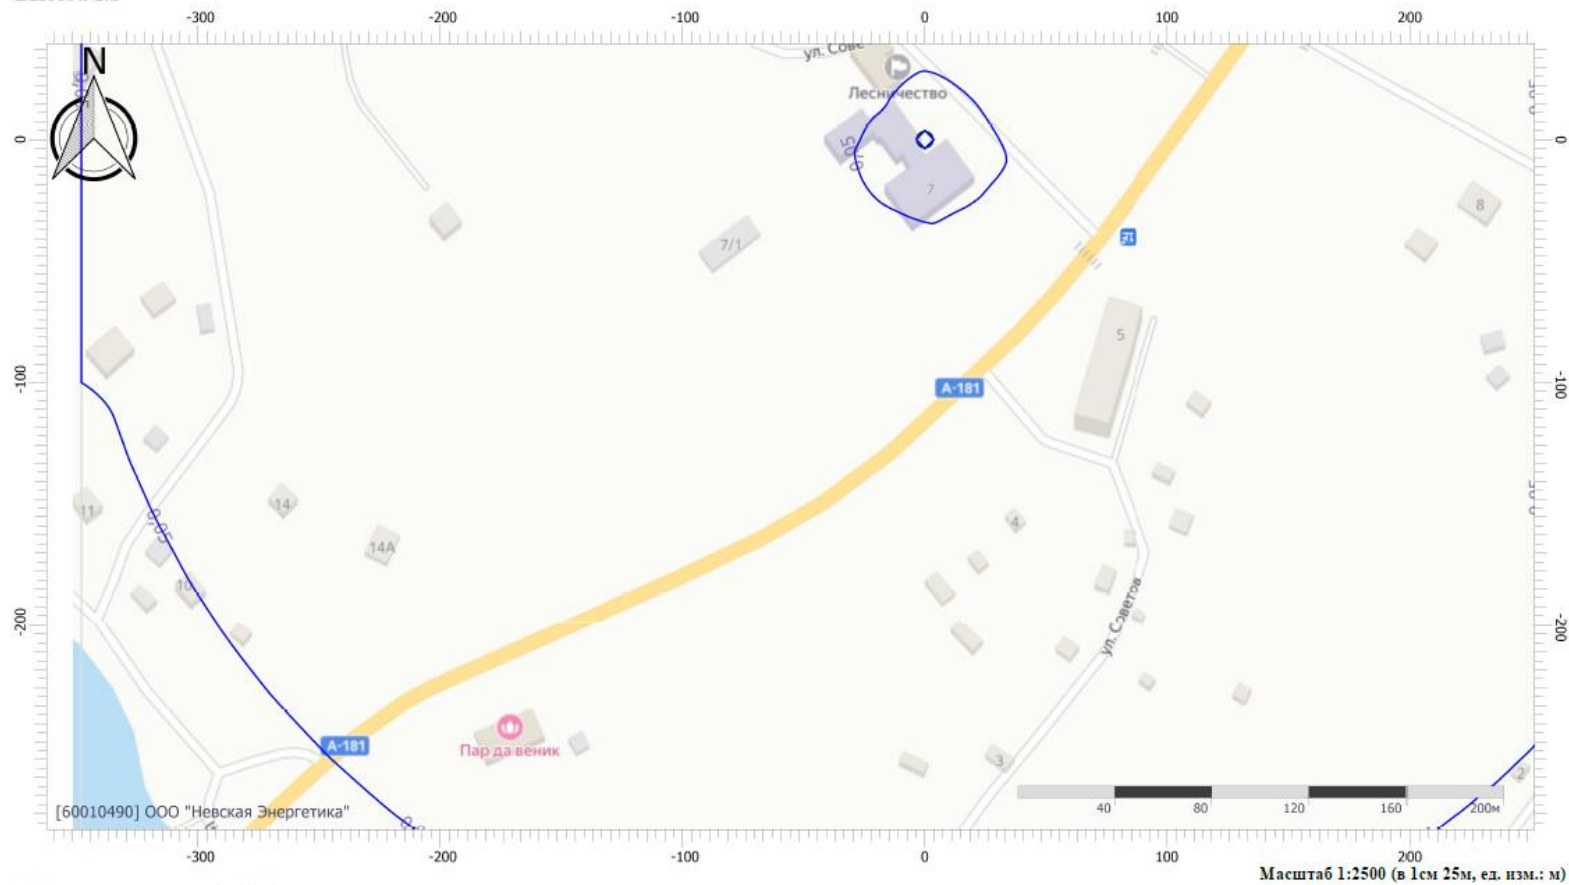 -300 -200 -100 0 100 200
N
ул. Сове
Лесничество
0,05
7
0
0
7/1
8
5
-100
-100
А-181
11
14
14А
0,05
10
4
-200
-200
ул. Советов
А-181
Пар да веник
3
2
[60010490] ООО "Невская Энергетика"
40 80 120 160 200м
-300 -200 -100 0 100 200
Масштаб 1:2500 (в 1см 25м, ед. изм.: м)